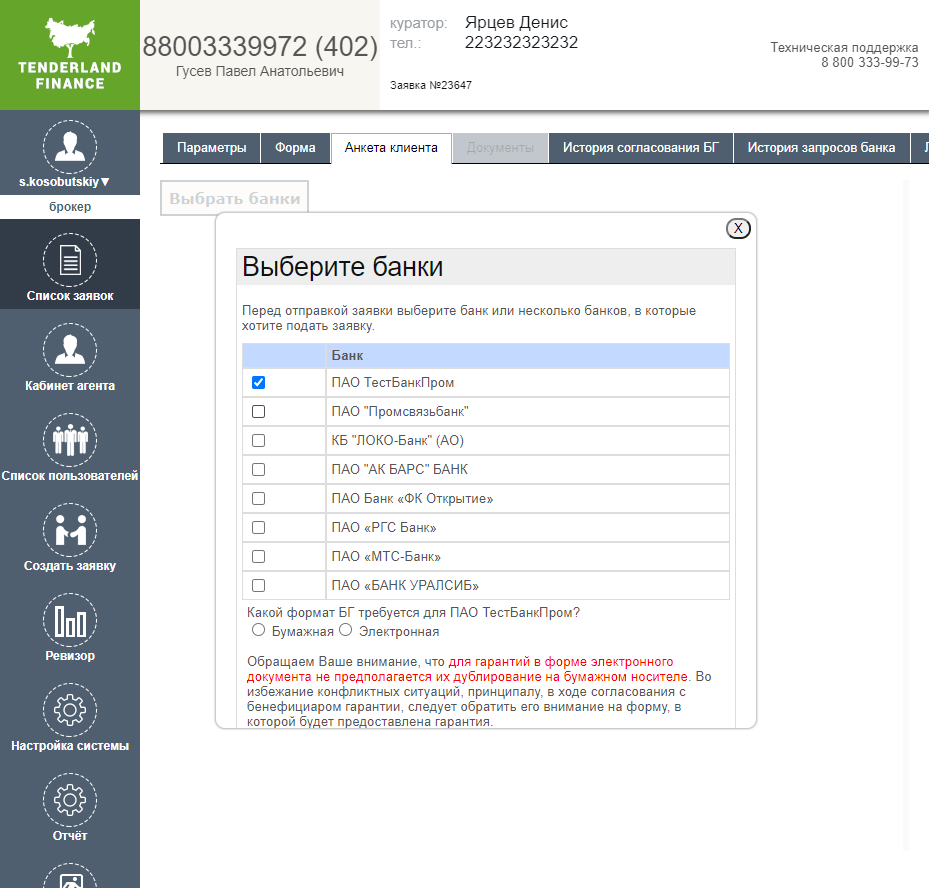 TENDERLAND
FINANCE
88003339972 (402)
Гусев Павел Анатольевич
куратор: Ярцев Денис
тел.: 223232323232
Заявка №23647
Техническая поддержка
8 800 333-99-73
s.kosobutskiy▼
брокер
Список заявок
Кабинет агента
Список пользователей
Создать заявку
Ревизор
Настройка системы
Отчёт
Параметры
Форма
Анкета клиента
Документы
История согласования БГ
История запросов банка
Выбрать банки
X
Выберите банки
Перед отправкой заявки выберите банк или несколько банков, в которые
хотите подать заявку.
Банк
ПАО ТестБанкПром
ПАО "Промсвязьбанк"
КБ "ЛОКО-Банк" (АО)
ПАО "АК БАРС" БАНК
ПАО Банк «ФК Открытие»
ПАО «РГС Банк»
ПАО «МТС-Банк»
ПАО «БАНК УРАЛСИБ»
Какой формат БГ требуется для ПАО ТестБанкПром?
Бумажная Электронная
Обращаем Ваше внимание, что для гарантий в форме электронного
документа не предполагается их дублирование на бумажном носителе. Во
избежание конфликтных ситуаций, принципалу, в ходе согласования с
бенефициаром гарантии, следует обратить его внимание на форму, в
которой будет предоставлена гарантия.